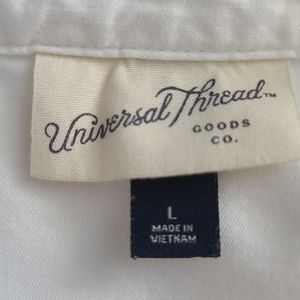 Universal Thread™
GOODS
CO.
L
MADE IN
VIETNAM